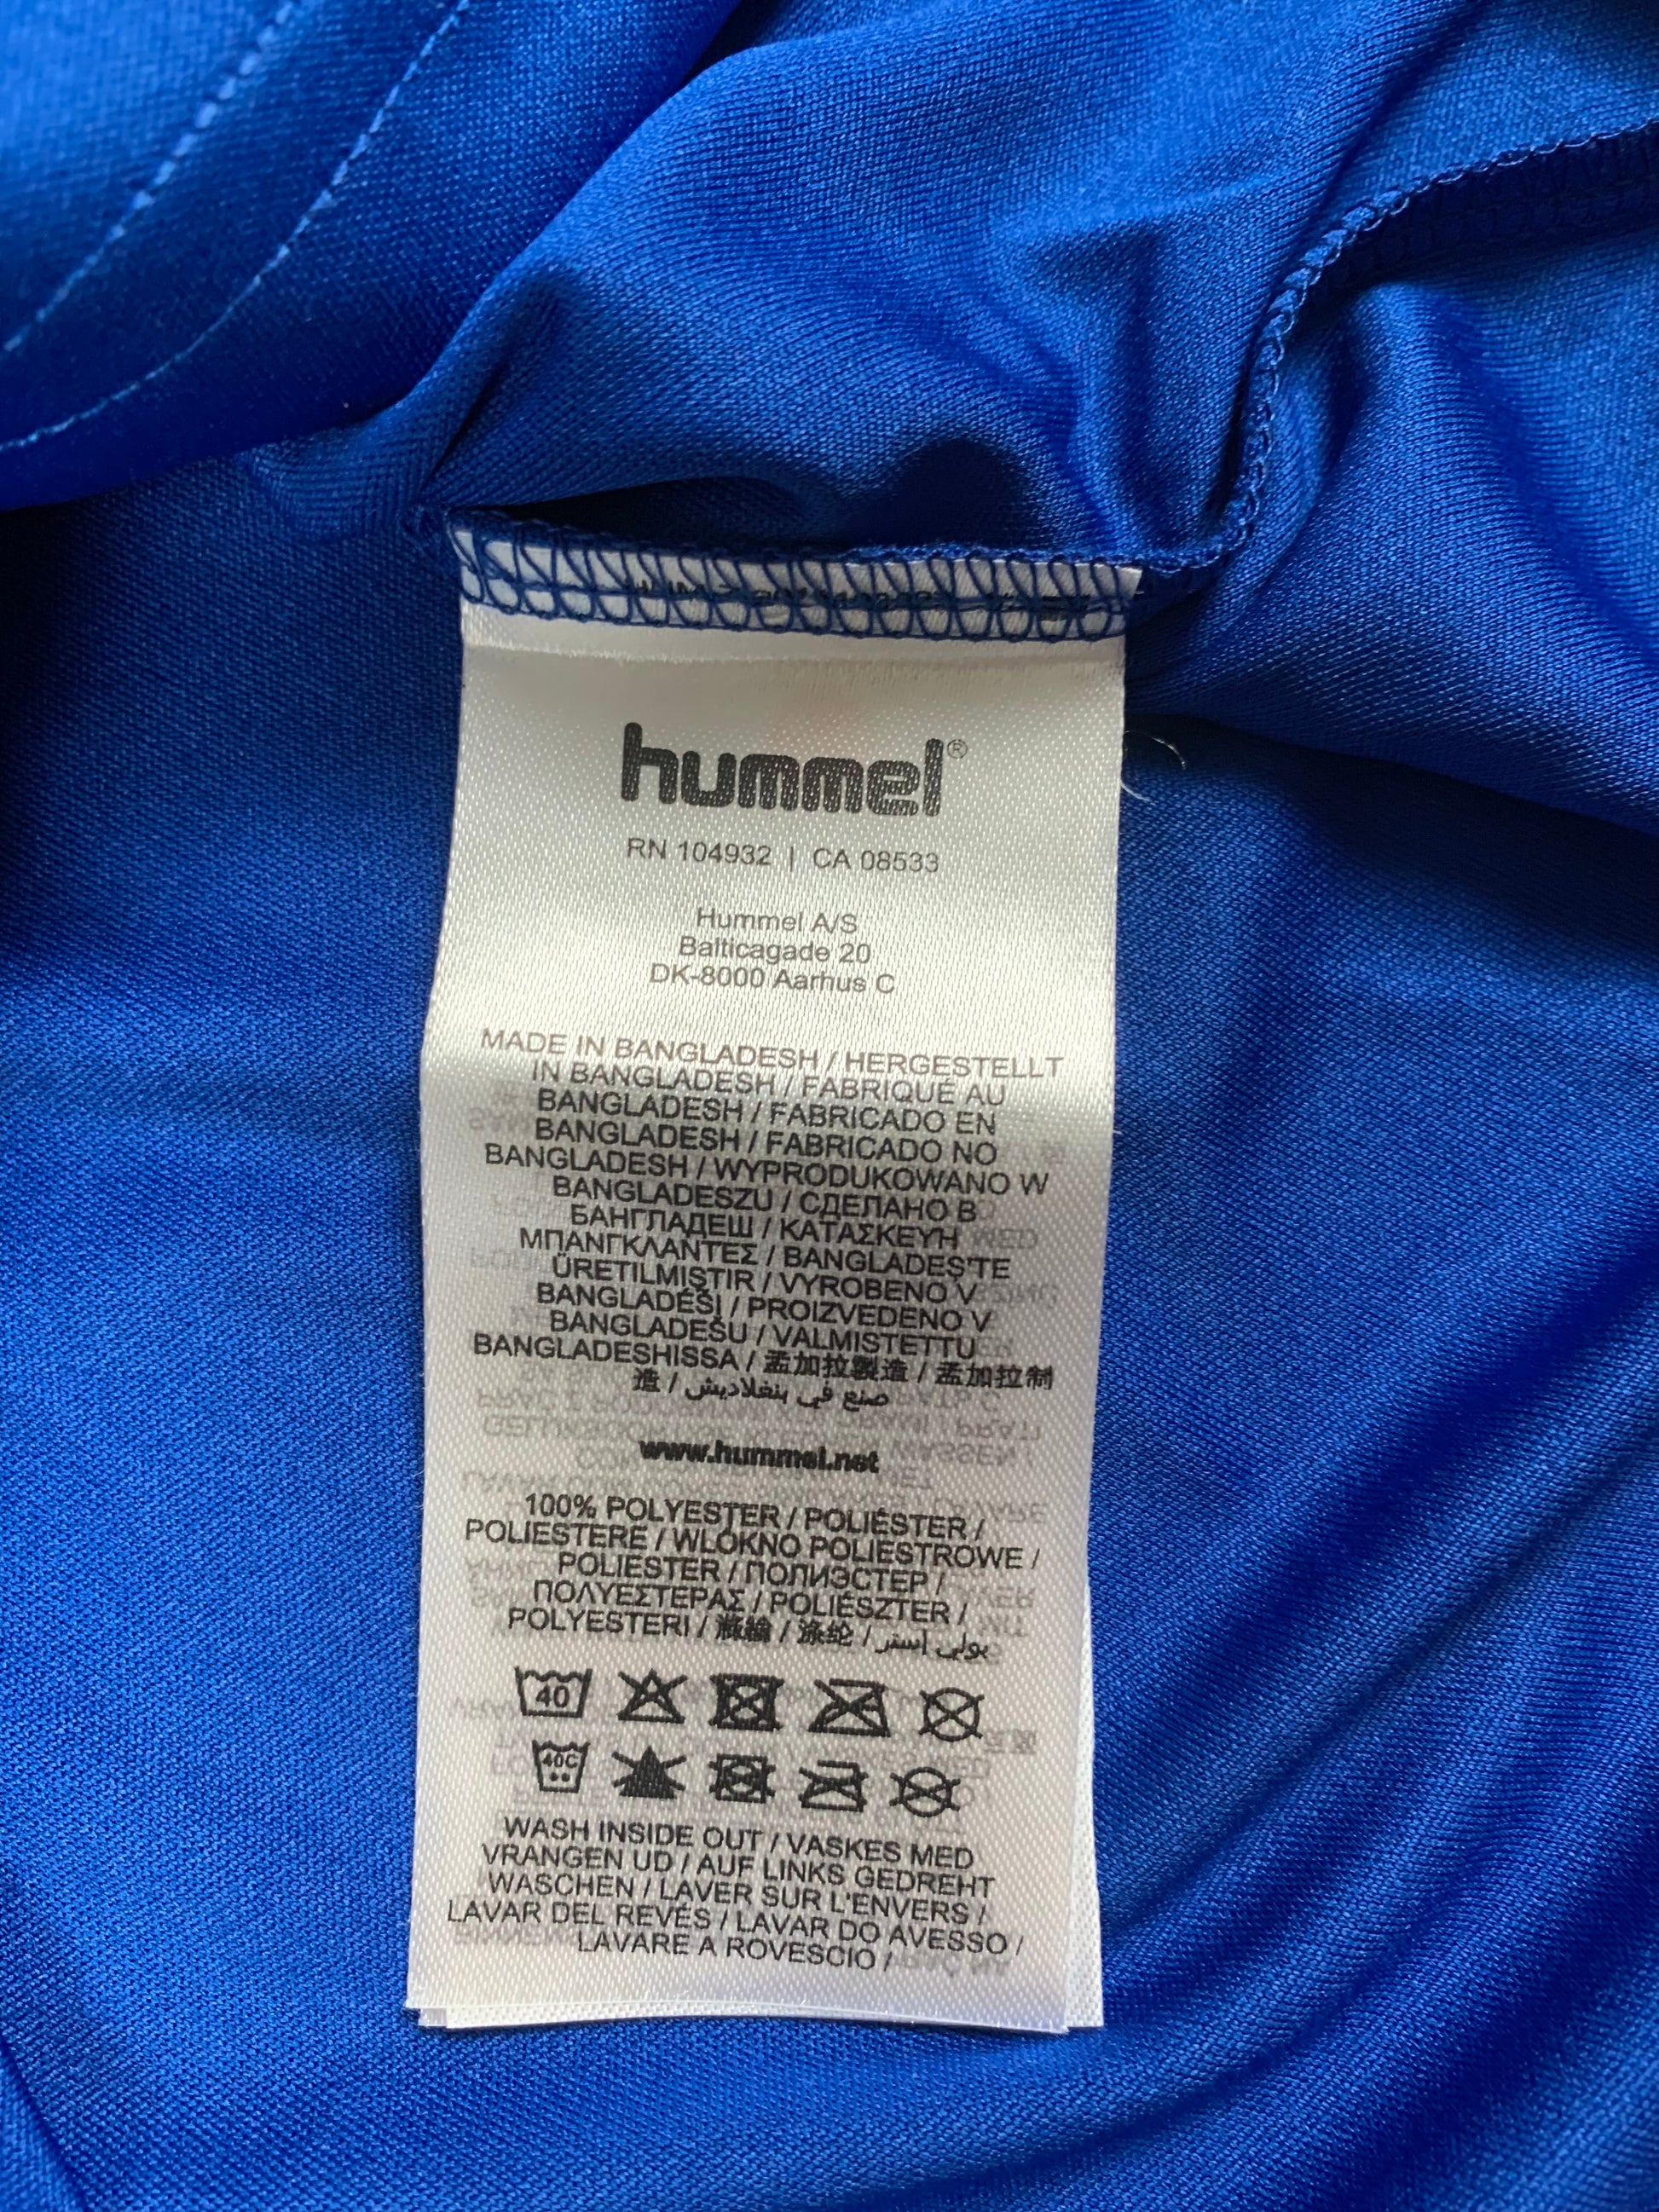 hummel®
RN 104932 | CA 08533
Hummel A/S
Balticagade 20
DK-8000 Aarhus C
MADE IN BANGLADESH / HERGESTELLT
IN BANGLADESH / FABRIQUÉ AU
BANGLADESH / FABRICADO EN
BANGLADESH / FABRICADO NO
BANGLADESH / WYPRODUKOWANO W
BANGLADESZU / СДЕЛАНО В
БАНГЛАДЕШ / ΚΑΤΑΣΚΕΥΗ
ΜΠΑΝΓΚΛΑΝΤΕΣ / BANGLADEŞ'TE
ÜRETILMIŞTIR / VYROBENO V
BANGLADÉŠI / PROIZVEDENO V
BANGLADEŠU / VALMISTETTU
BANGLADESHISSA / 孟加拉製造 / 孟加拉制
造 / صنع في بنغلاديش
www.hummel.net
100% POLYESTER / POLIÉSTER /
POLIESTERE / WLÓKNO POLIESTROWE /
POLIESTER / ПОЛИЭСТЕР /
ΠΟΛΥΕΣΤΕΡΑΣ / POLIÉSZTER /
POLYESTERI / 滌綸 / 涤纶 / بولي إستر
40
40C
WASH INSIDE OUT / VASKES MED
VRANGEN UD / AUF LINKS GEDREHT
WASCHEN / LAVER SUR L'ENVERS /
LAVAR DEL REVÉS / LAVAR DO AVESSO /
LAVARE A ROVESCIO /